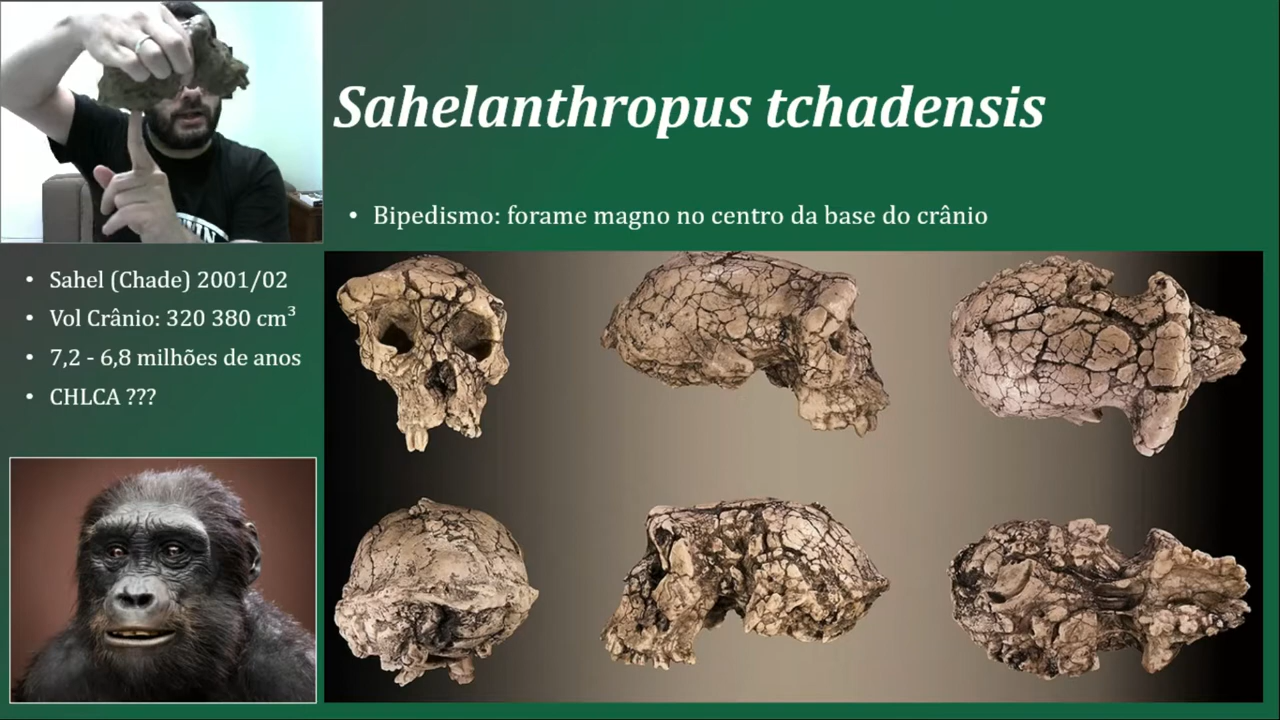 Sahelanthropus tchadensis
• Bipedismo: forame magno no centro da base do crânio
• Sahel (Chade) 2001/02
• Vol Crânio: 320 380 cm³
• 7,2 - 6,8 milhões de anos
• CHLCA ???